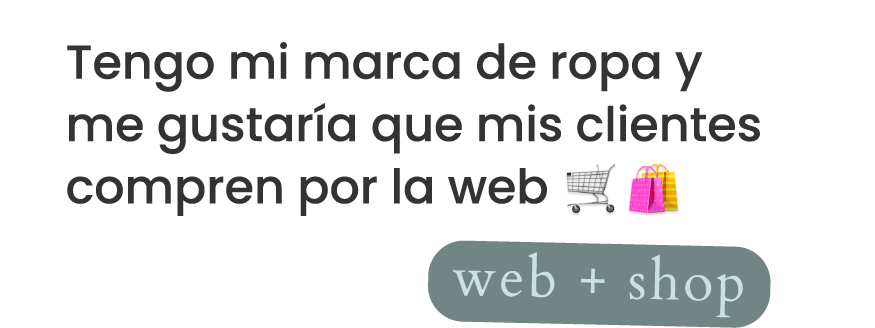 Tengo mi marca de ropa y
me gustaría que mis clientes
compren por la web 🛒 🛍️
web + shop